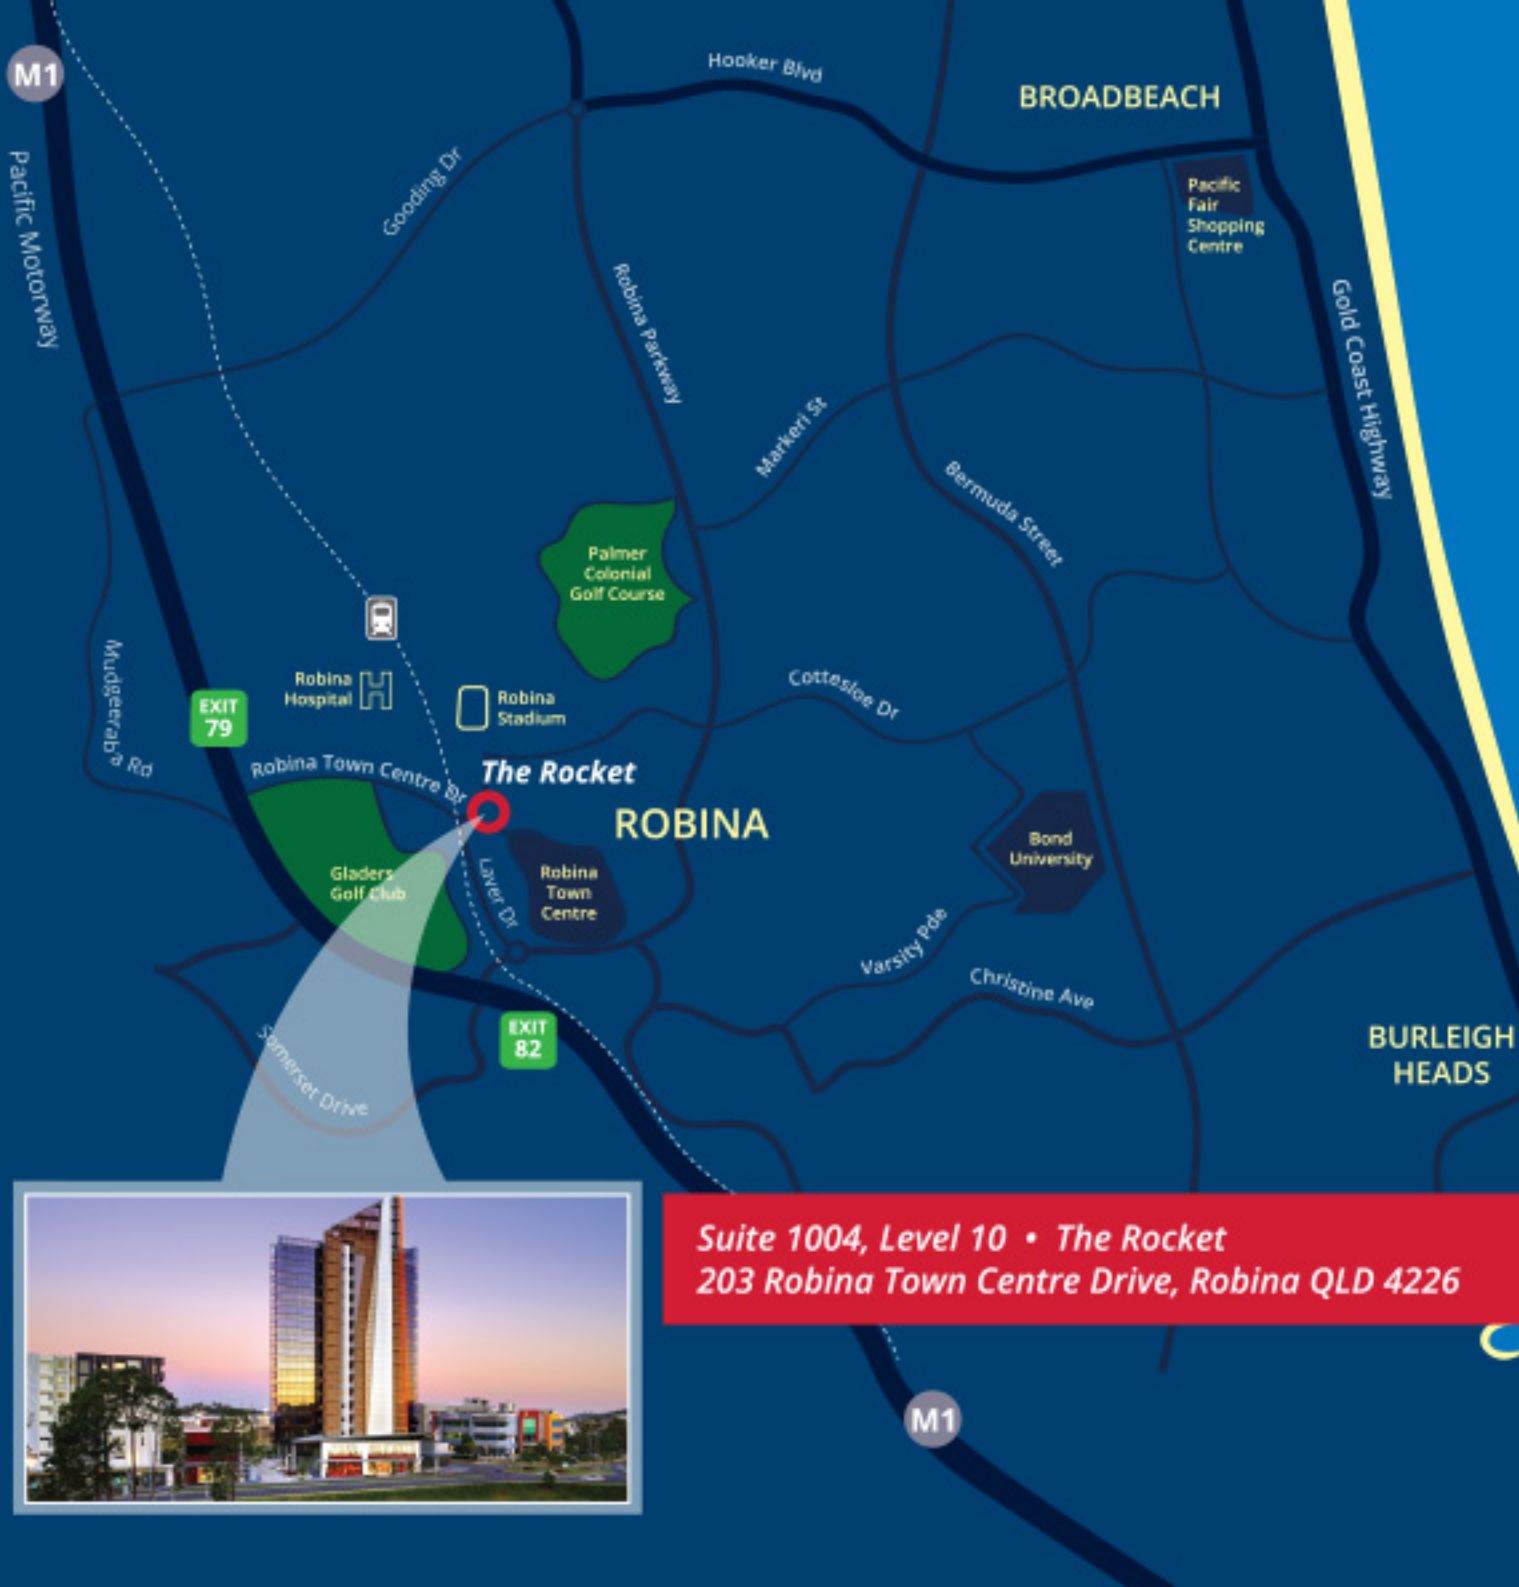 M1
Hooker Blvd
BROADBEACH
Pacific Motorway
Gooding Dr
Pacific
Fair
Shopping
Centre
Robina Parkway
Gold Coast Highway
Markeri St
Bermuda Street
Palmer
Colonial
Golf Course
Mudgeeraba Rd
Robina
Hospital
EXIT
79
Robina
Stadium
Cottesloe Dr
Robina Town Centre Dr
The Rocket
ROBINA
Bond
University
Gladers
Golf Club
Laver Dr
Robina
Town
Centre
Varsity Pde
Christine Ave
EXIT
82
BURLEIGH
HEADS
Somerset Drive
Suite 1004, Level 10 • The Rocket
203 Robina Town Centre Drive, Robina QLD 4226
M1